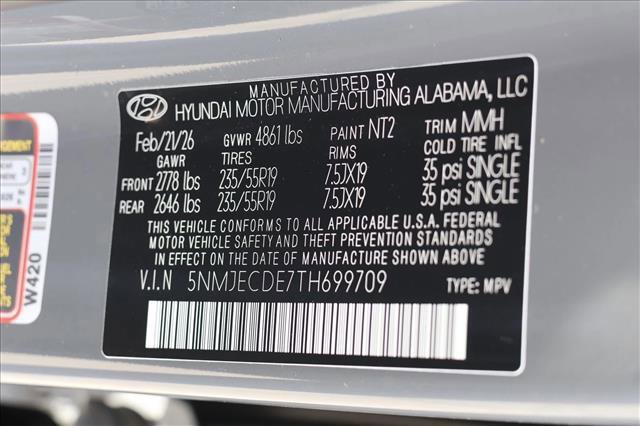 MANUFACTURED BY
HYUNDAI MOTOR MANUFACTURING ALABAMA, LLC
Feb/21/26 GVWR 4861 lbs PAINT NT2 TRIM MMH
GAWR TIRES RIMS COLD TIRE INFL
FRONT 2778 lbs 235/55R19 7.5JX19 35 psi SINGLE
REAR 2646 lbs 235/55R19 7.5JX19 35 psi SINGLE
THIS VEHICLE CONFORMS TO ALL APPLICABLE U.S.A. FEDERAL
MOTOR VEHICLE SAFETY AND THEFT PREVENTION STANDARDS
IN EFFECT ON THE DATE OF MANUFACTURE SHOWN ABOVE.
V.I.N 5NMJECDE7TH699709 TYPE: MPV
W420